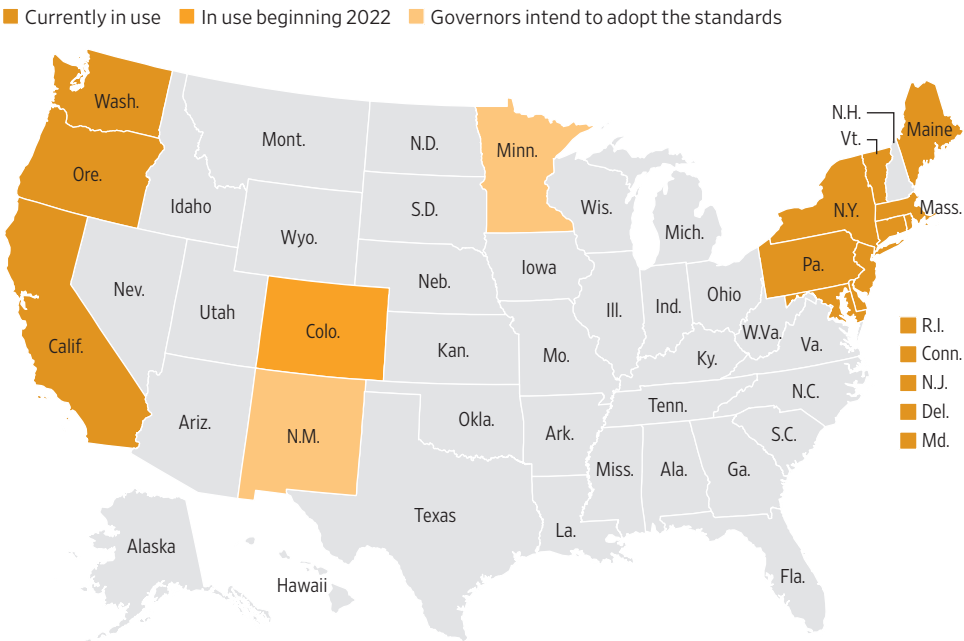 Currently in use
In use beginning 2022
Governors intend to adopt the standards
Wash.
Mont.
N.D.
Minn.
N.H.
Vt.
Maine
Ore.
Idaho
S.D.
Wis.
Mich.
N.Y.
Mass.
Wyo.
Iowa
Pa.
Nev.
Utah
Neb.
Ill.
Ind.
Ohio
W.Va.
Va.
Calif.
Colo.
Kan.
Mo.
Ky.
R.I.
Conn.
N.J.
Del.
Md.
Ariz.
N.M.
Okla.
Ark.
Tenn.
N.C.
S.C.
Miss.
Ala.
Ga.
Texas
La.
Fla.
Alaska
Hawaii